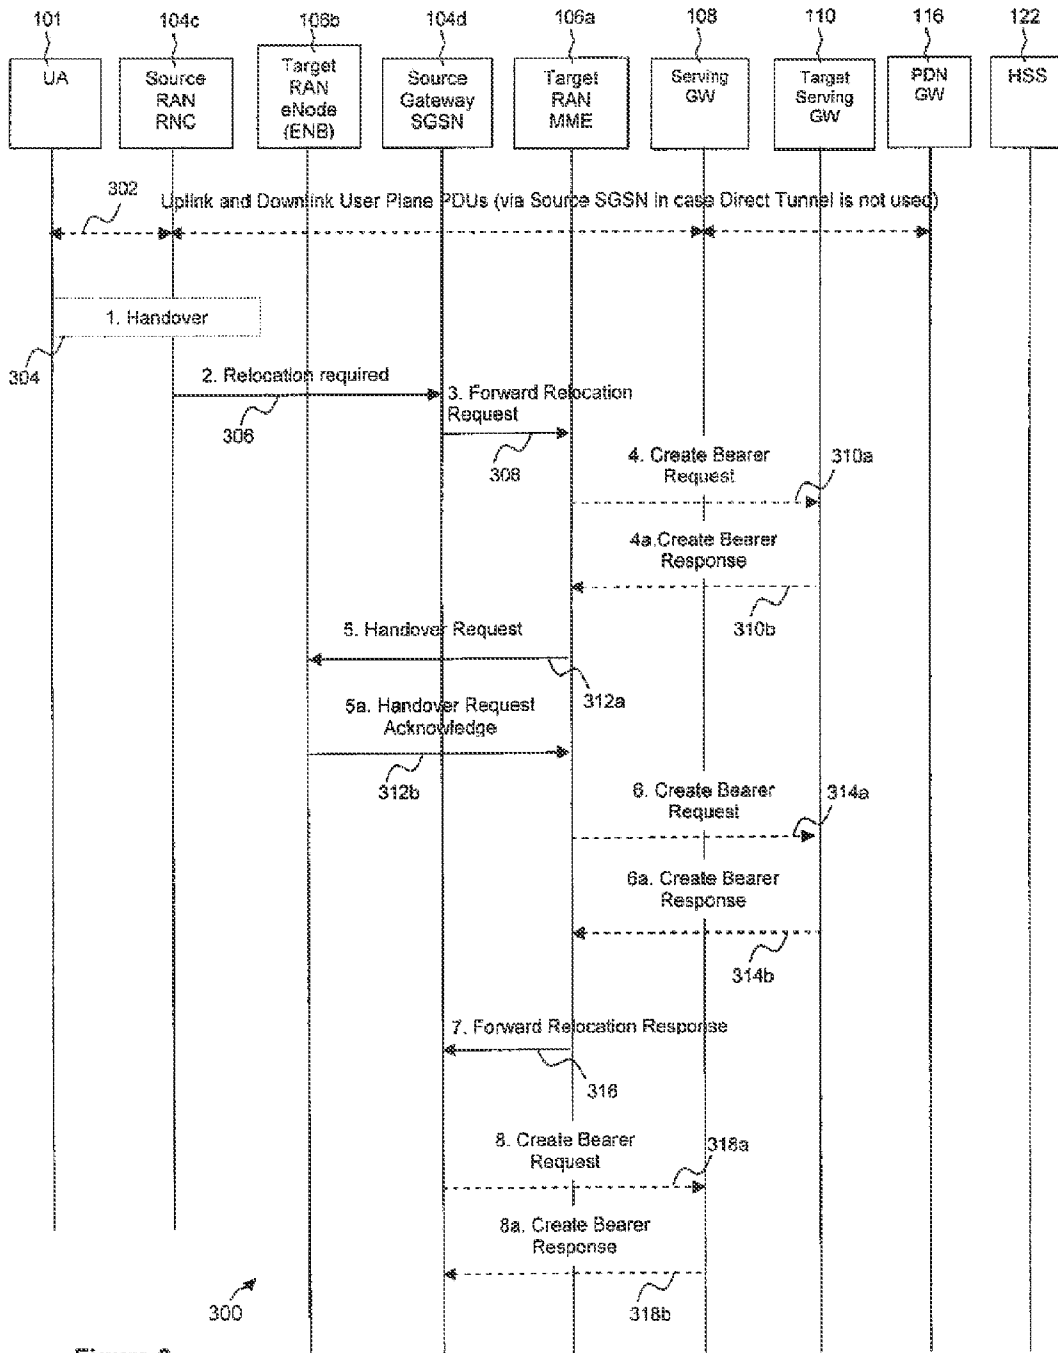 101 104c 106b 104d 106a 108 110 116 122
UA
Source
RAN
RNC
Target
RAN
eNode
(ENB)
Source
Gateway
SGSN
Target
RAN
MME
Serving
GW
Target
Serving
GW
PDN
GW
HSS
302
Uplink and Downlink User Plane PDUs (via Source SGSN in case Direct Tunnel is not used)
1. Handover
304
2. Relocation required
306
3. Forward Relocation
Request
308
4. Create Bearer
Request
310a
4a.Create Bearer
Response
310b
5. Handover Request
312a
5a. Handover Request
Acknowledge
312b
6. Create Bearer
Request
314a
6a. Create Bearer
Response
314b
7. Forward Relocation Response
316
8. Create Bearer
Request
318a
8a. Create Bearer
Response
318b
300